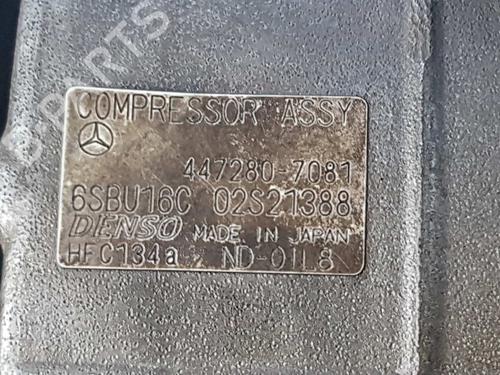 COMPRESSOR ASSY
447280-7081
6SBU16C 02S21388
DENSO MADE IN JAPAN
HFC134a ND-OIL8